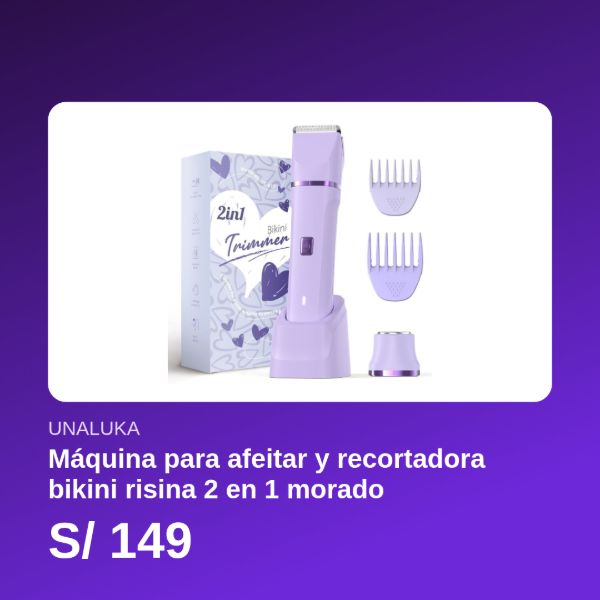 2in1
Bikini
Trimmer
UNALUKA
Máquina para afeitar y recortadora
bikini risina 2 en 1 morado
S/ 149